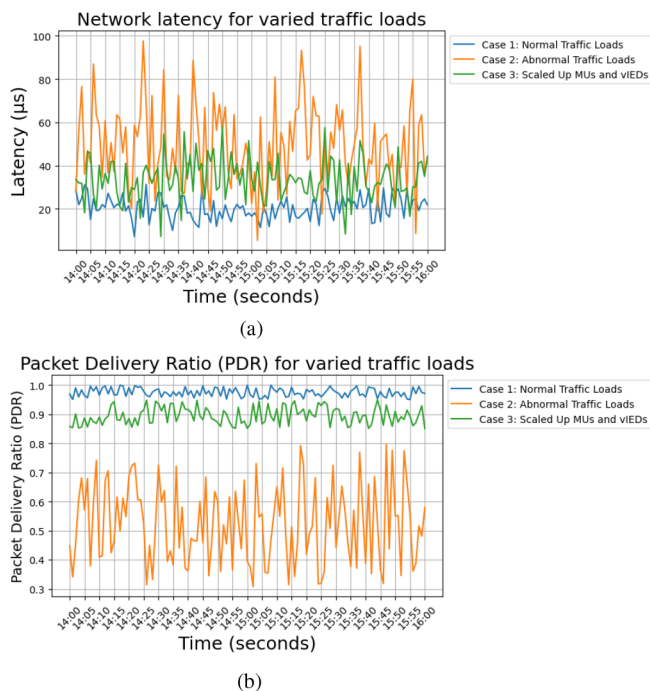 Network latency for varied traffic loads
Case 1: Normal Traffic Loads
Case 2: Abnormal Traffic Loads
Case 3: Scaled Up MUs and vIEDs
Latency (µs)
100
80
60
40
20
14:00 14:05 14:10 14:15 14:20 14:25 14:30 14:35 14:40 14:45 14:50 14:55 15:00 15:05 15:10 15:15 15:20 15:25 15:30 15:35 15:40 15:45 15:50 15:55 16:00
Time (seconds)
(a)
Packet Delivery Ratio (PDR) for varied traffic loads
Case 1: Normal Traffic Loads
Case 2: Abnormal Traffic Loads
Case 3: Scaled Up MUs and vIEDs
Packet Delivery Ratio (PDR)
1.0
0.9
0.8
0.7
0.6
0.5
0.4
0.3
14:00 14:05 14:10 14:15 14:20 14:25 14:30 14:35 14:40 14:45 14:50 14:55 15:00 15:05 15:10 15:15 15:20 15:25 15:30 15:35 15:40 15:45 15:50 15:55 16:00
Time (seconds)
(b)